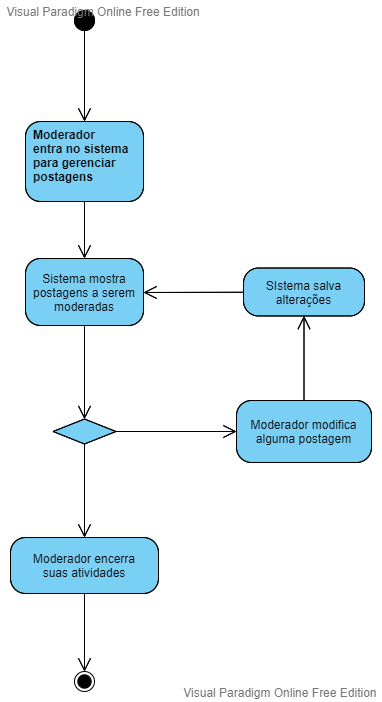 Visual Paradigm Online Free Edition
Moderador
entra no sistema
para gerenciar
postagens
Sistema mostra
postagens a serem
moderadas
SIstema salva
alterações
Moderador modifica
alguma postagem
Moderador encerra
suas atividades
Visual Paradigm Online Free Edition